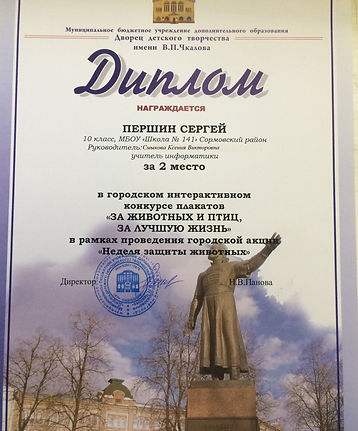 Муниципальное бюджетное учреждение дополнительного образования
Дворец детского творчества
имени В.П.Чкалова
Диплом
НАГРАЖДАЕТСЯ
ПЕРШИН СЕРГЕЙ
10 класс, МБОУ «Школа № 141» Сормовский район
Руководитель: Смыкова Ксения Викторовна
учитель информатики
за 2 место
в городском интерактивном
конкурсе плакатов
«ЗА ЖИВОТНЫХ И ПТИЦ,
ЗА ЛУЧШУЮ ЖИЗНЬ»
в рамках проведения городской акции
«Неделя защиты животных»
Директор:
Н.В.Панова